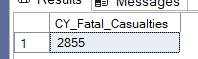 Results Messages
CY_Fatal_Casualties
1 2855